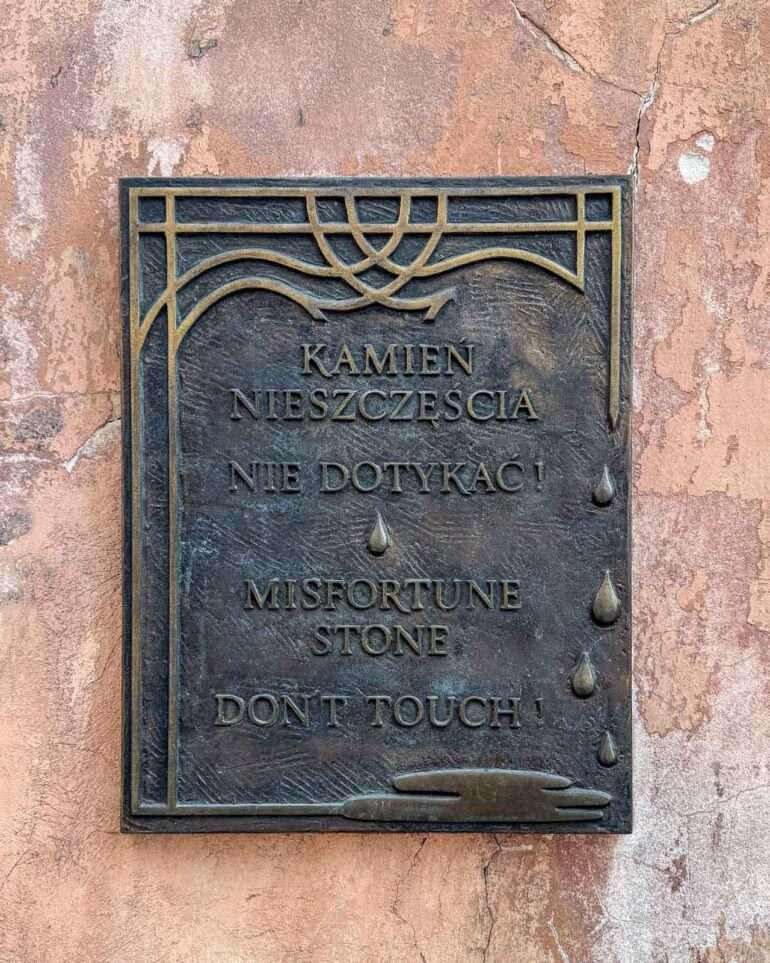 KAMIEŃ
NIESZCZĘŚCIA
NIE DOTYKAĆ!
MISFORTUNE
STONE
DON'T TOUCH!